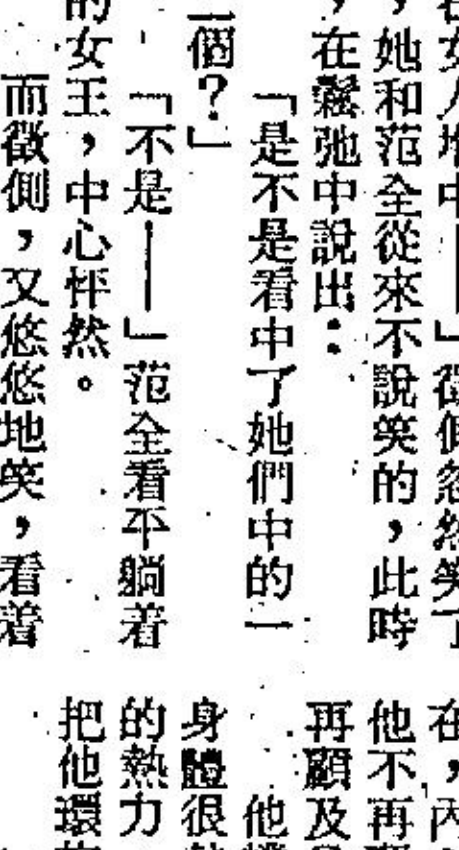 在女人堆中——」徵側忽然笑了
，她和范全從來不說笑的，此時
，在鬆弛中說出：
「是不是看中了她們中的一
個？」
「不是——」范全看平躺着
的女王，中心怦然。
而徵側，又悠悠地笑，看着
在，內
他不再
再顧及
他
身體很
的熱力
把他環